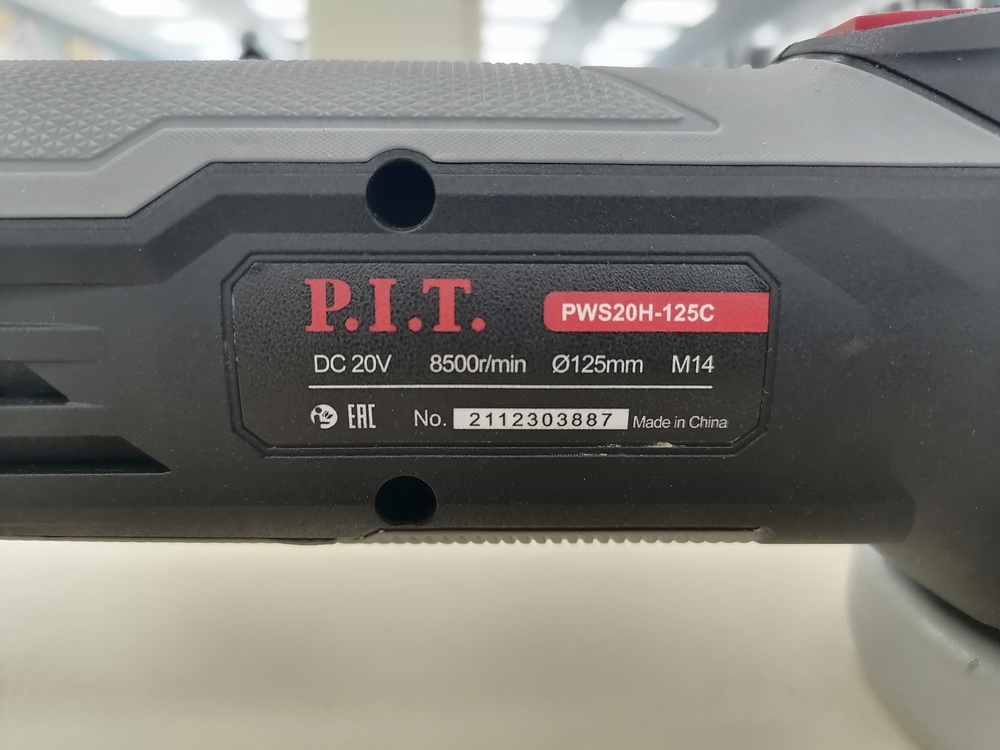 P.I.T. PWS20H-125C
DC 20V 8500r/min Ø125mm M14
EAC No. 2112303887 Made in China